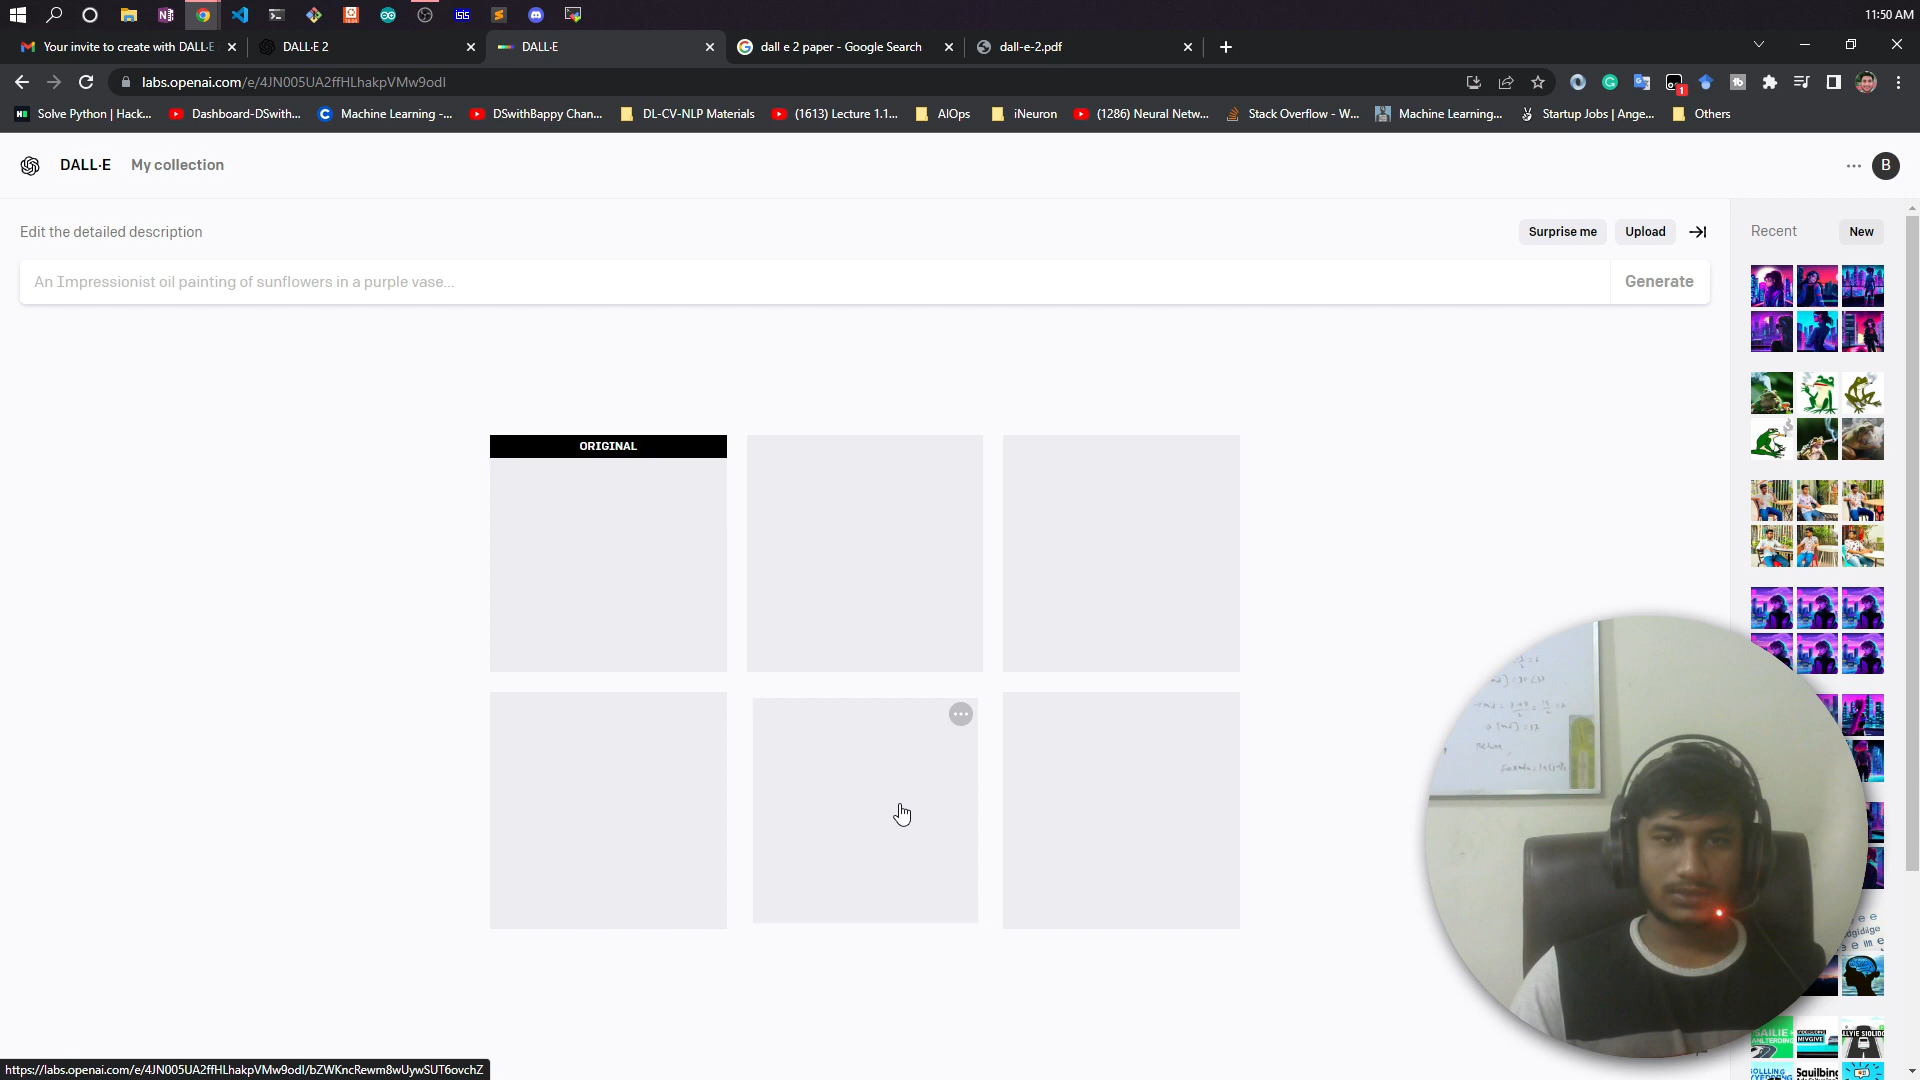 11:50 AM
Your invite to create with DALL·E
DALL·E 2
DALL·E
dall e 2 paper - Google Search
dall-e-2.pdf
labs.openai.com/e/4JN005UA2ffHLhakpVMw9odl
1
Solve Python | Hack...
Dashboard-DSwith...
Machine Learning -...
DSwithBappy Chan...
DL-CV-NLP Materials
(1613) Lecture 1.1...
AIOps
iNeuron
(1286) Neural Netw...
Stack Overflow - W...
Machine Learning...
Startup Jobs | Ange...
Others
DALL·E
My collection
B
Edit the detailed description
Surprise me
Upload
Recent
New
An Impressionist oil painting of sunflowers in a purple vase...
Generate
ORIGINAL
https://labs.openai.com/e/4JN005UA2ffHLhakpVMw9odl/bZWKncRewm8wUywSUT6ovchZ